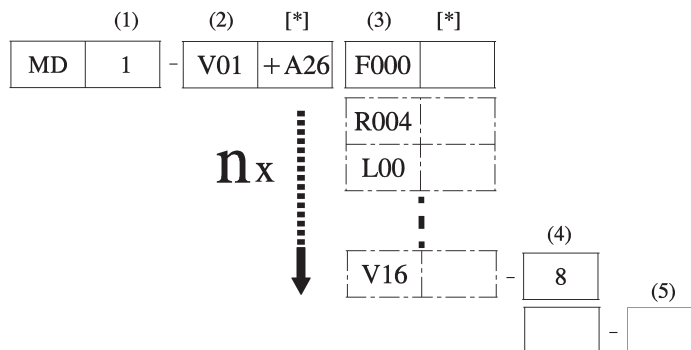 (1) (2) [*] (3) [*]
MD 1 - V01 +A26 F000
R004
nx
L00
(4)
V16 - 8
(5)
-